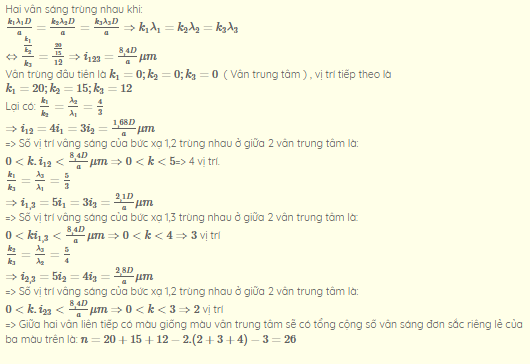 Hai vân sáng trùng nhau khi:
k₁λ₁D/a = k₂λ₂D/a = k₃λ₃D/a ⇒ k₁λ₁ = k₂λ₂ = k₃λ₃
⇔ (k₁/k₂)/k₃ = (20/15)/12 ⇒ i₁₂₃ = 8,4D/a μm
Vân trùng đầu tiên là k₁ = 0; k₂ = 0; k₃ = 0 ( Vân trung tâm ) , vị trí tiếp theo là
k₁ = 20; k₂ = 15; k₃ = 12
Lại có: k₁/k₂ = λ₂/λ₁ = 4/3
⇒ i₁₂ = 4i₁ = 3i₂ = 1,68D/a μm
=> Số vị trí vâng sáng của bức xạ 1,2 trùng nhau ở giữa 2 vân trung tâm là:
0 < k.i₁₂ < 8,4D/a μm ⇒ 0 < k < 5=> 4 vị trí.
k₁/k₃ = λ₃/λ₁ = 5/3
⇒ i₁,₃ = 5i₁ = 3i₃ = 2,1D/a μm
=> Số vị trí vâng sáng của bức xạ 1,3 trùng nhau ở giữa 2 vân trung tâm là:
0 < ki₁,₃ < 8,4D/a μm ⇒ 0 < k < 4 ⇒ 3 vị trí
k₂/k₃ = λ₃/λ₂ = 5/4
⇒ i₂,₃ = 5i₂ = 4i₃ = 2,8D/a μm
=> Số vị trí vâng sáng của bức xạ 1,2 trùng nhau ở giữa 2 vân trung tâm là:
0 < k.i₂₃ < 8,4D/a μm ⇒ 0 < k < 3 ⇒ 2 vị trí
=> Giữa hai vân liên tiếp có màu giống màu vân trung tâm sẽ có tổng cộng số vân sáng đơn sắc riêng lẻ của
ba màu trên là: n = 20 + 15 + 12 − 2.(2 + 3 + 4) − 3 = 26